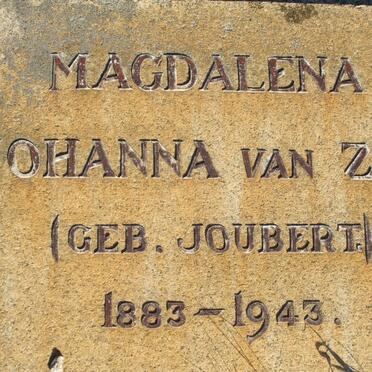 MAGDALENA
OHANNA VAN Z
(GEB. JOUBERT)
1883-1943.